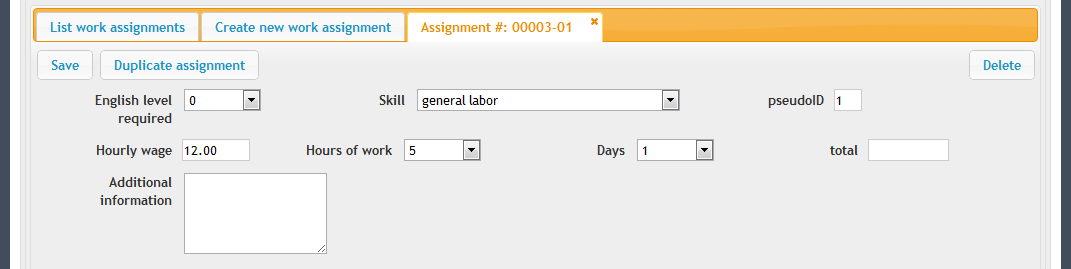 List work assignments Create new work assignment Assignment #: 00003-01
Save Duplicate assignment Delete
English level required 0 Skill general labor pseudoID 1
Hourly wage 12.00 Hours of work 5 Days 1 total
Additional
information